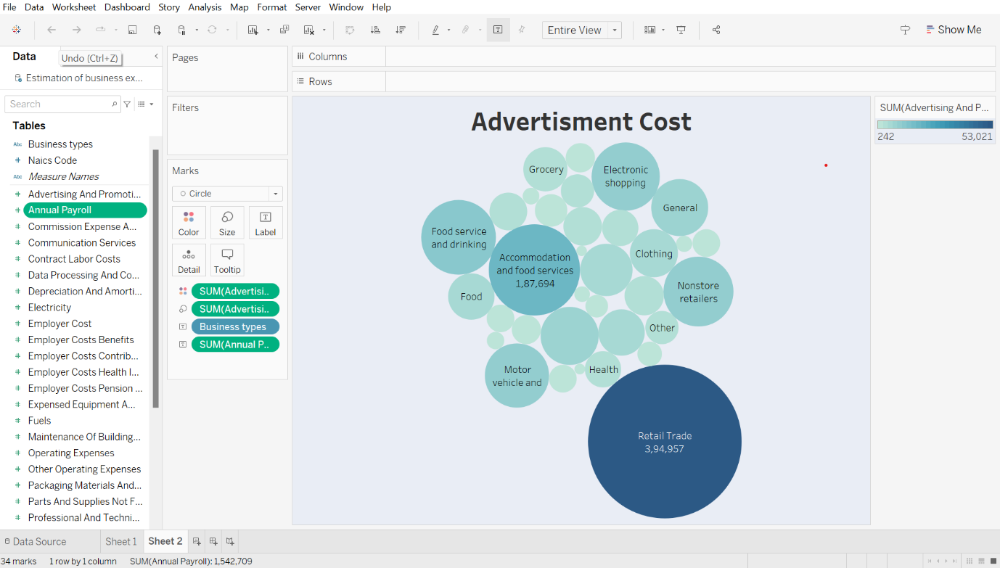 File Data Worksheet Dashboard Story Analysis Map Format Server Window Help
Entire View
Show Me
Data
Undo (Ctrl+Z)
Estimation of business ex...
Search
Tables
Abc Business types
# Naics Code
Abc Measure Names
# Advertising And Promoti...
# Annual Payroll
# Commission Expense A...
# Communication Services
# Contract Labor Costs
# Data Processing And Co...
# Depreciation And Amorti...
# Electricity
# Employer Cost
# Employer Costs Benefits
# Employer Costs Contrib...
# Employer Costs Health I...
# Employer Costs Pension ...
# Expensed Equipment A...
# Fuels
# Maintenance Of Building...
# Operating Expenses
# Other Operating Expenses
# Packaging Materials And...
# Parts And Supplies Not F...
# Professional And Techni...
Pages
Filters
Marks
Circle
Color
Size
T
Label
Detail
Tooltip
SUM(Advertisi..
SUM(Advertisi..
T Business types
T SUM(Annual P..
Columns
Rows
Advertisment Cost
Grocery
Electronic
shopping
General
Food service
and drinking
Accommodation
and food services
1,87,694
Clothing
Nonstore
retailers
Food
Other
Motor
vehicle and
Health
Retail Trade
3,94,957
SUM(Advertising And P...
242 53,021
Data Source
Sheet 1
Sheet 2
34 marks 1 row by 1 column SUM(Annual Payroll): 1,542,709